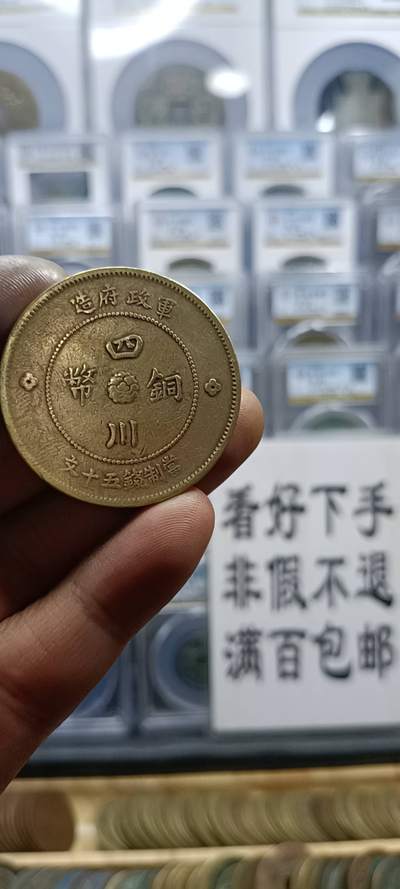 軍政府造
四川銅幣
當制錢五十文
看好下手
非假不退
满百包邮